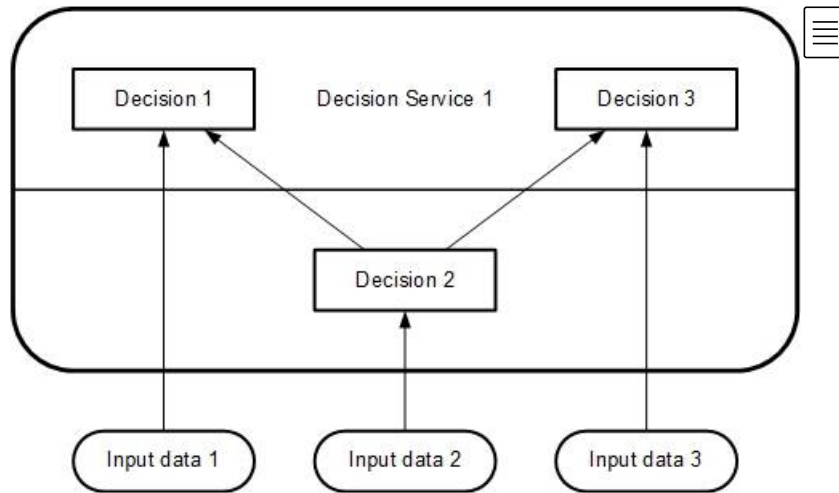 Decision 1
Decision Service 1
Decision 3
Decision 2
Input data 1
Input data 2
Input data 3